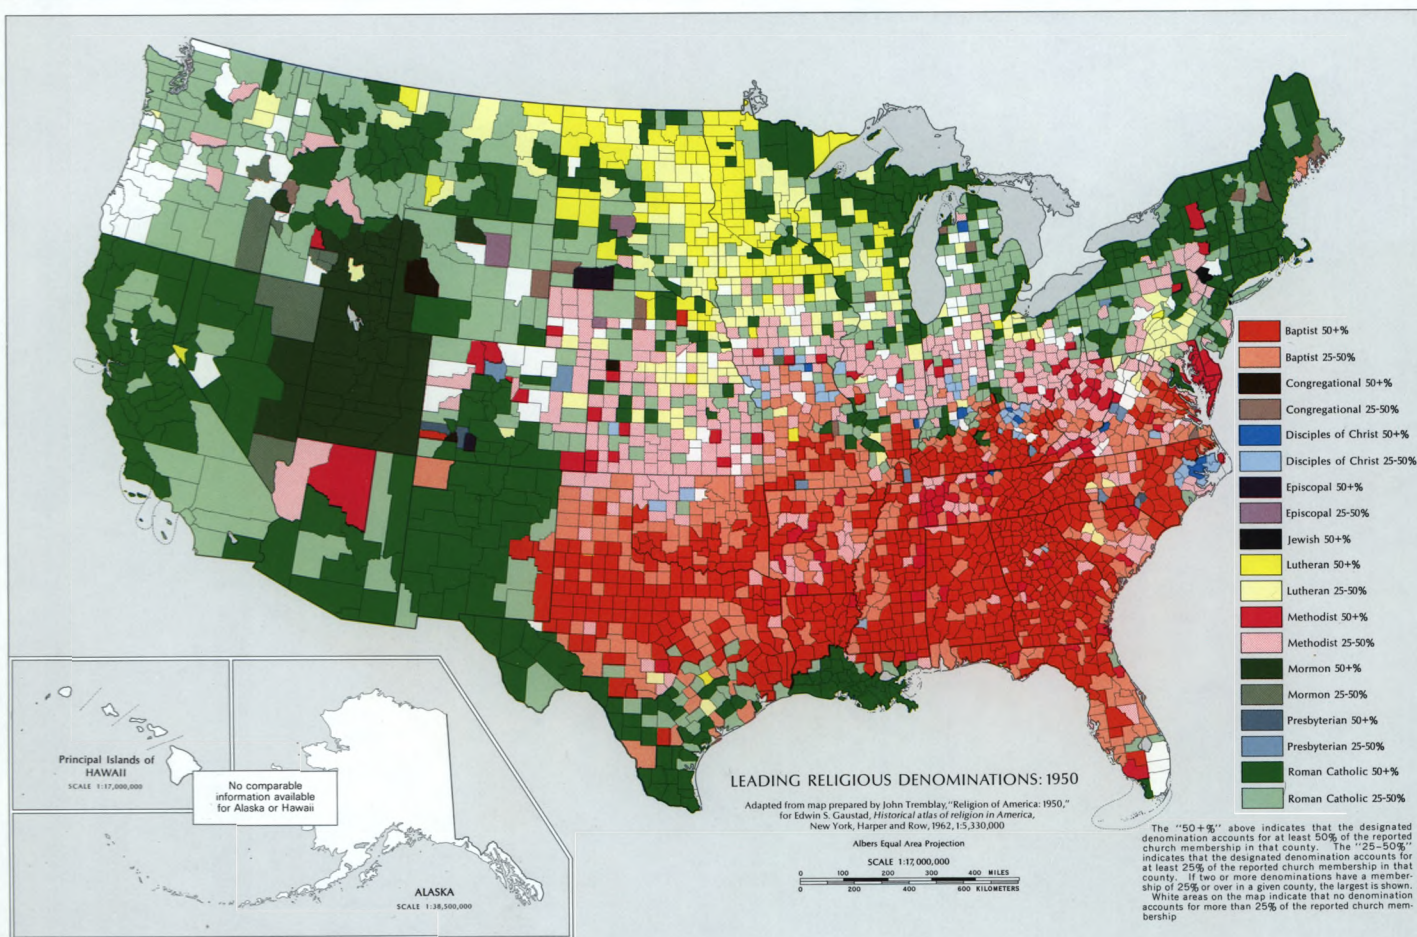 Baptist 50+%
Baptist 25-50%
Congregational 50+%
Congregational 25-50%
Disciples of Christ 50+%
Disciples of Christ 25-50%
Episcopal 50+%
Episcopal 25-50%
Jewish 50+%
Lutheran 50+%
Lutheran 25-50%
Methodist 50+%
Methodist 25-50%
Mormon 50+%
Mormon 25-50%
Presbyterian 50+%
Presbyterian 25-50%
Roman Catholic 50+%
Roman Catholic 25-50%
Principal Islands of
HAWAII
SCALE 1:17,000,000
No comparable
information available
for Alaska or Hawaii
ALASKA
SCALE 1:38,500,000
LEADING RELIGIOUS DENOMINATIONS: 1950
Adapted from map prepared by John Tremblay, "Religion of America: 1950,"
for Edwin S. Gaustad, Historical atlas of religion in America,
New York, Harper and Row, 1962, 1:5,330,000
Albers Equal Area Projection
SCALE 1:17,000,000
0 100 200 300 400 MILES
0 200 400 600 KILOMETERS
The "50+%" above indicates that the designated
denomination accounts for at least 50% of the reported
church membership in that county. The "25-50%"
indicates that the designated denomination accounts for
at least 25% of the reported church membership in that
county. If two or more denominations have a member-
ship of 25% or over in a given county, the largest is shown.
White areas on the map indicate that no denomination
accounts for more than 25% of the reported church mem-
bership